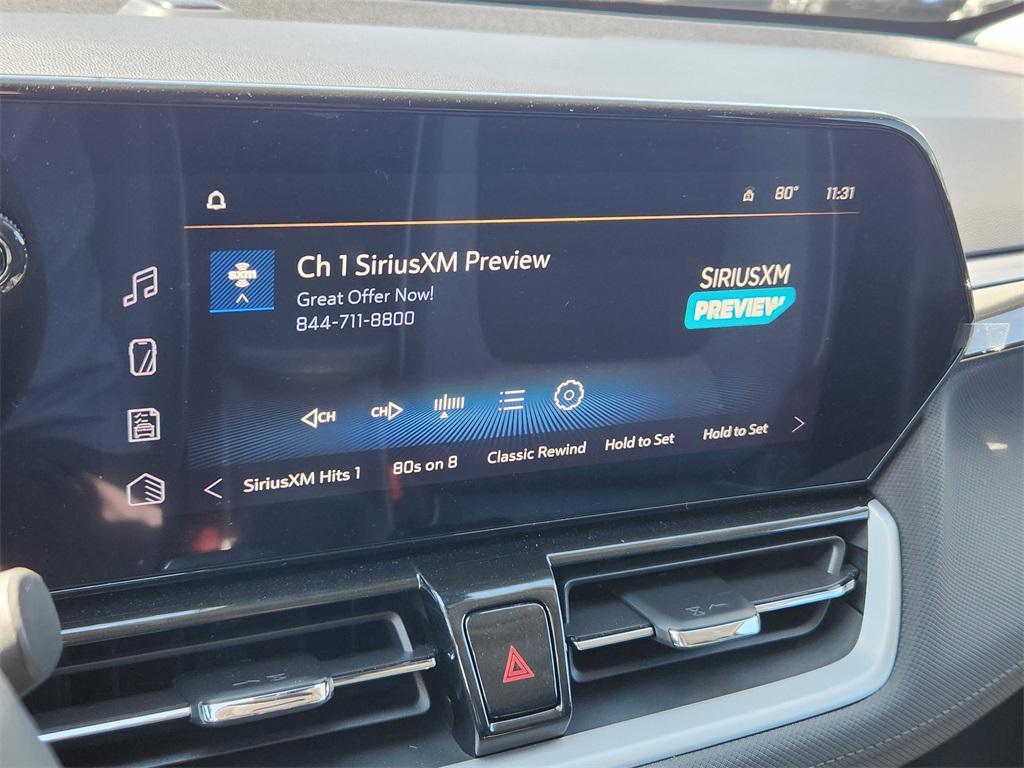 80° 11:31
sxm
Ch 1 SiriusXM Preview
Great Offer Now!
844-711-8800
SIRIUSXM
PREVIEW
CH CH
SiriusXM Hits 1 80s on 8 Classic Rewind Hold to Set Hold to Set